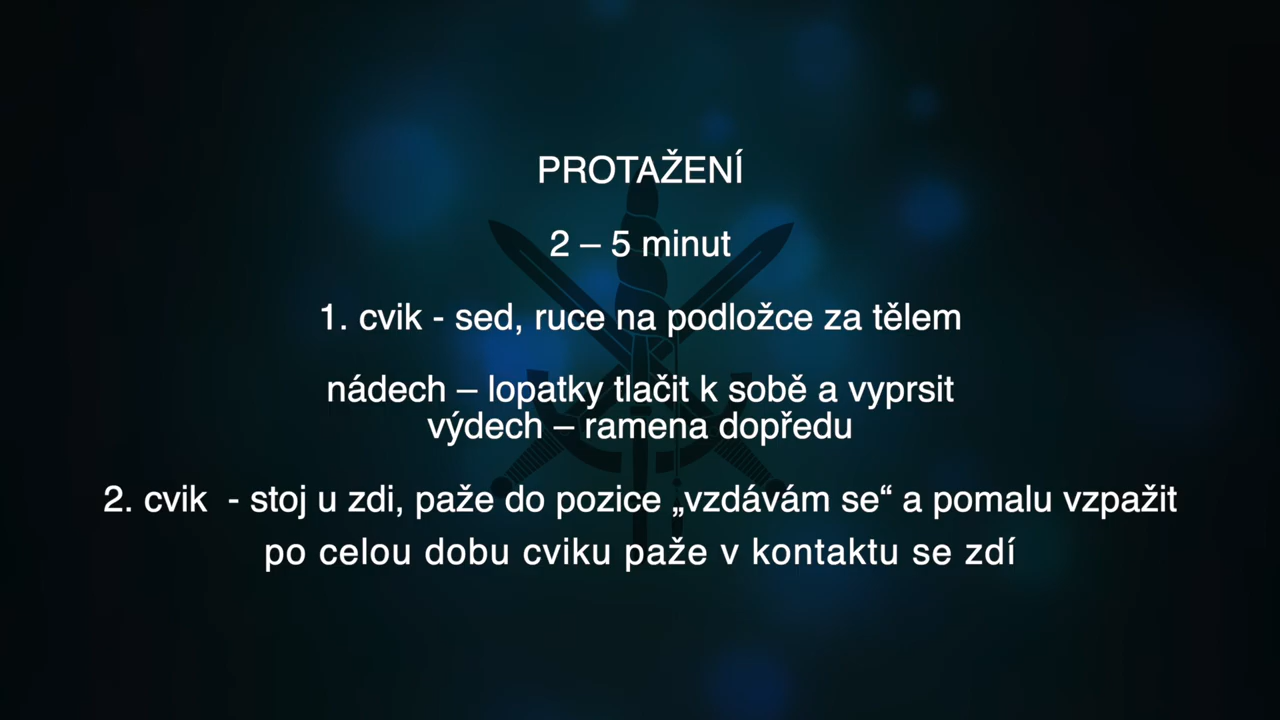 PROTAŽENÍ
2 – 5 minut
1. cvik - sed, ruce na podložce za tělem
nádech – lopatky tlačit k sobě a vyprsit
výdech – ramena dopředu
2. cvik  - stoj u zdi, paže do pozice „vzdávám se“ a pomalu vzpažit
po celou dobu cviku paže v kontaktu se zdí